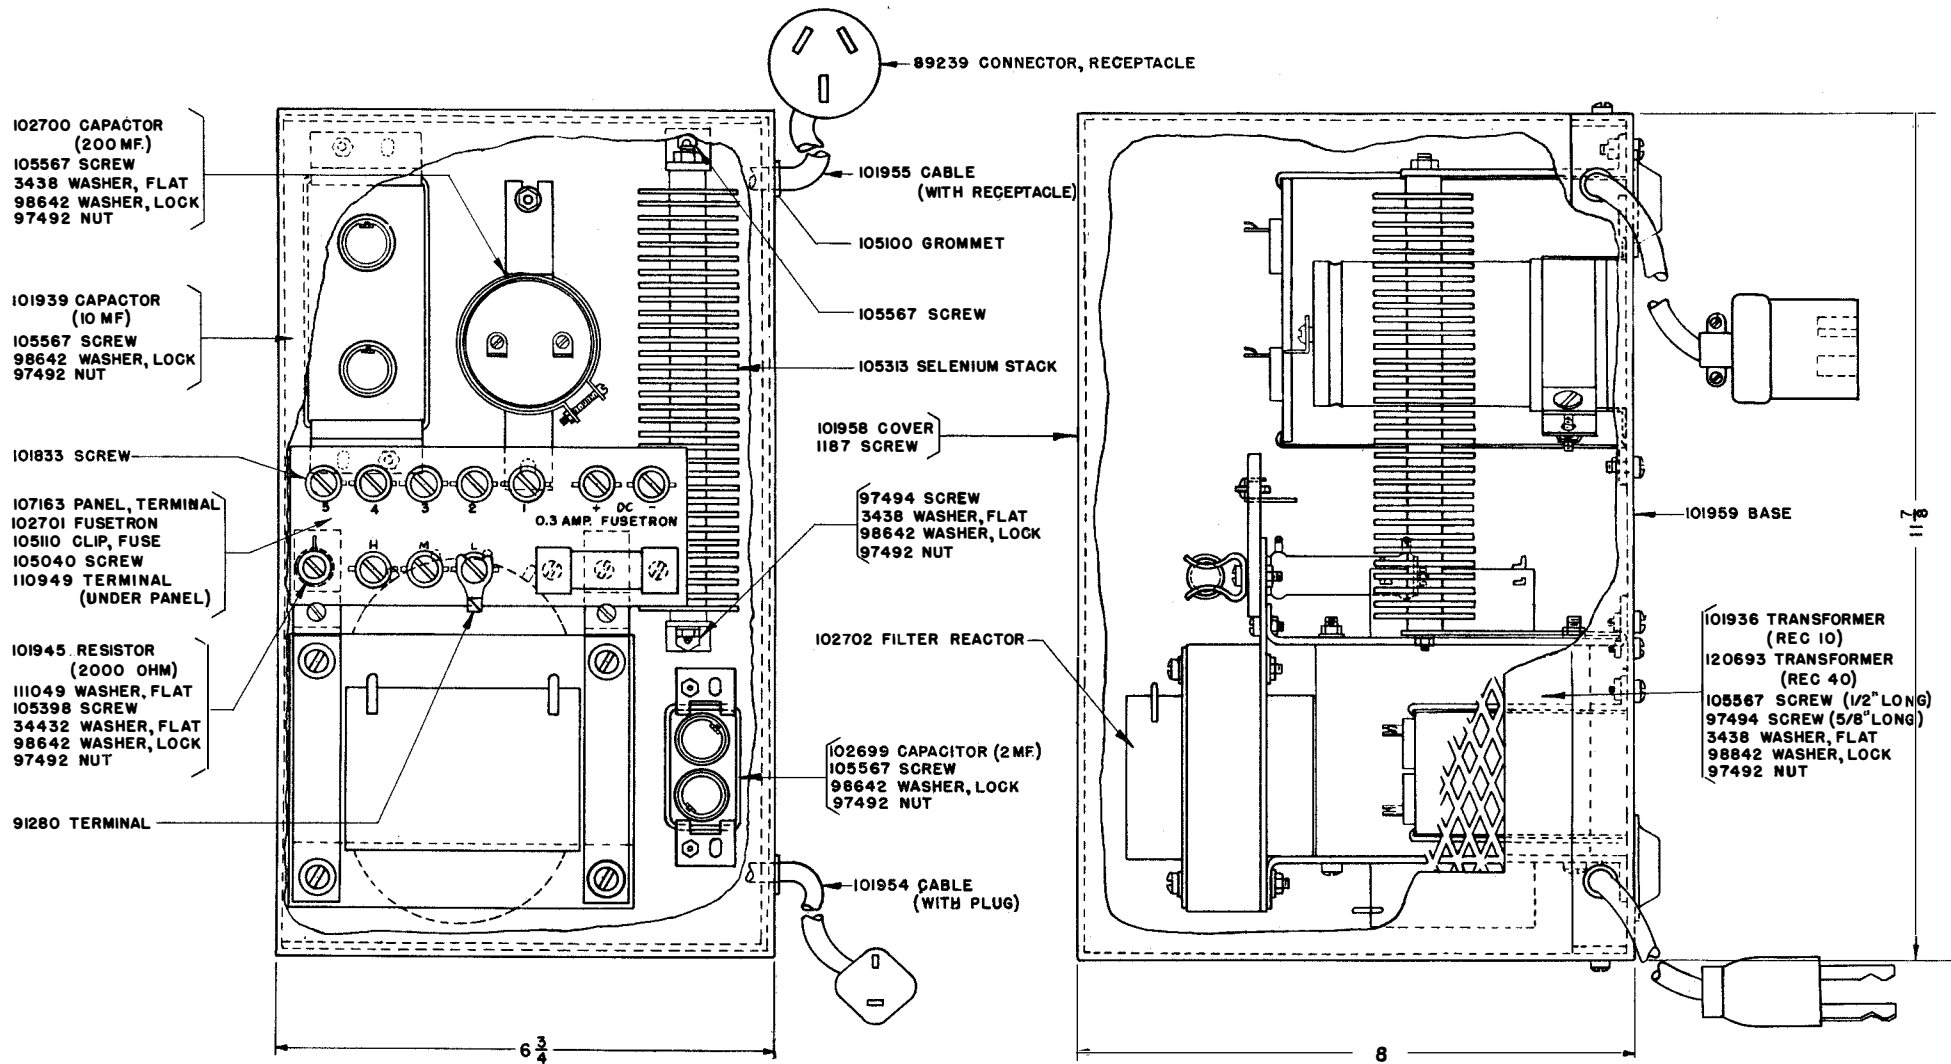 89239 CONNECTOR, RECEPTACLE
102700 CAPACTOR
(200 MF.)
105567 SCREW
3438 WASHER, FLAT
98642 WASHER, LOCK
97492 NUT
101955 CABLE
(WITH RECEPTACLE)
105100 GROMMET
101939 CAPACTOR
(10 MF)
105567 SCREW
98642 WASHER, LOCK
97492 NUT
105567 SCREW
105313 SELENIUM STACK
101958 COVER
1187 SCREW
101833 SCREW
107163 PANEL, TERMINAL
102701 FUSETRON
105110 CLIP, FUSE
105040 SCREW
110949 TERMINAL
(UNDER PANEL)
5 4 3 2 1 + DC -
0.3 AMP. FUSETRON
H M L
97494 SCREW
3438 WASHER, FLAT
98642 WASHER, LOCK
97492 NUT
101959 BASE
11 7/8
101945 RESISTOR
(2000 OHM)
111049 WASHER, FLAT
105398 SCREW
34432 WASHER, FLAT
98642 WASHER, LOCK
97492 NUT
102702 FILTER REACTOR
101936 TRANSFORMER
(REC 10)
120693 TRANSFORMER
(REC 40)
105567 SCREW (1/2" LONG)
97494 SCREW (5/8" LONG)
3438 WASHER, FLAT
98842 WASHER, LOCK
97492 NUT
102699 CAPACITOR (2 MF.)
105567 SCREW
98642 WASHER, LOCK
97492 NUT
91280 TERMINAL
101954 CABLE
(WITH PLUG)
6 3/4
8